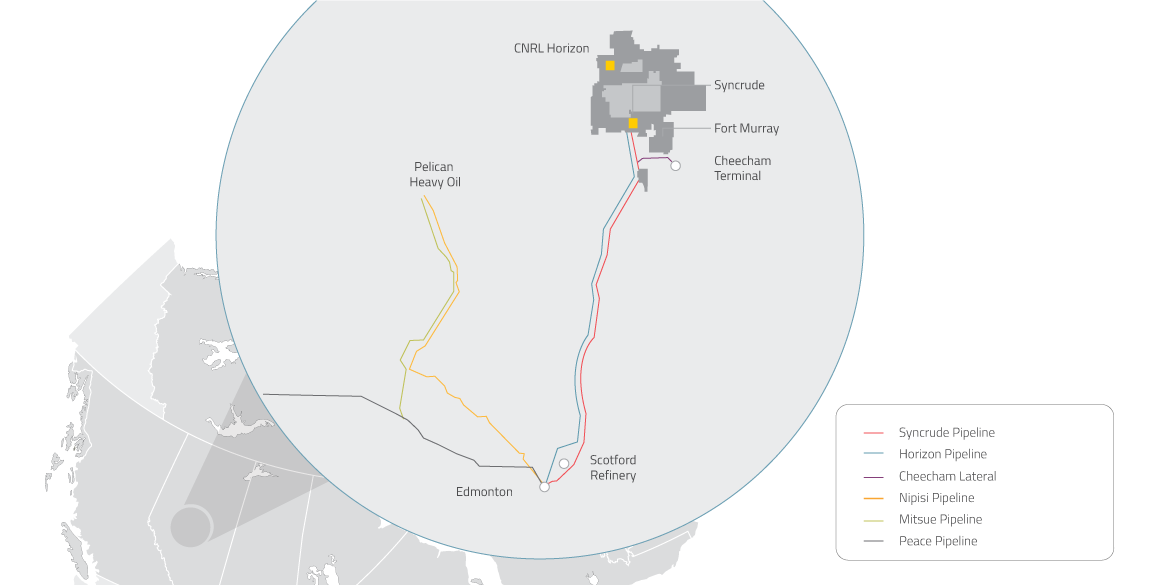 CNRL Horizon
Syncrude
Fort Murray
Cheecham
Terminal
Pelican
Heavy Oil
Scotford
Refinery
Edmonton
Syncrude Pipeline
Horizon Pipeline
Cheecham Lateral
Nipisi Pipeline
Mitsue Pipeline
Peace Pipeline